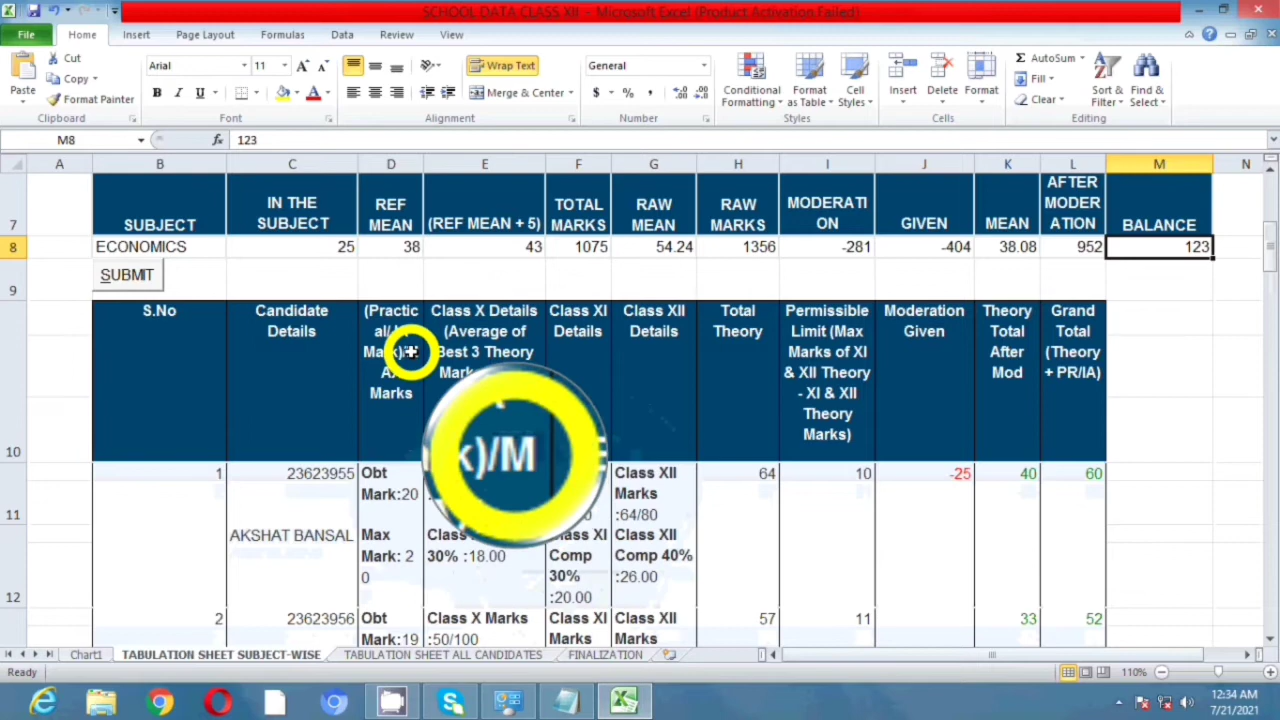 SCHOOL DATA CLASS XII - Microsoft Excel (Product Activation Failed)
File Home Insert Page Layout Formulas Data Review View
Cut
Copy
Format Painter
Paste
Clipboard
Arial 11
B I U
Font
Wrap Text
Merge & Center
Alignment
General
$ % ,
Number
Conditional Formatting
Format as Table
Cell Styles
Styles
Insert Delete Format
Cells
AutoSum
Fill
Clear
Sort & Filter
Find & Select
Editing
M8 fx 123
A B C D E F G H I J K L M N
7
SUBJECT
IN THE
SUBJECT
REF
MEAN
(REF MEAN + 5)
TOTAL
MARKS
RAW
MEAN
RAW
MARKS
MODERATI
ON
GIVEN
MEAN
AFTER
MODER
ATION
BALANCE
8 ECONOMICS 25 38 43 1075 54.24 1356 -281 -404 38.08 952 123
9 SUBMIT
10
S.No
Candidate
Details
(Practic
Marks
Class X Details
(Average of
Best 3 Theory
Class XI
Details
Class XII
Details
Total
Theory
Permissible
Limit (Max
Marks of XI
& XII Theory
- XI & XII
Theory
Marks)
Moderation
Given
Theory
Total
After
Mod
Grand
Total
(Theory
+ PR/IA)
k)/M
11
1 23623955
Obt
Mark:20
Class XII
Marks
:64/80
64 10 -25 40 60
12
AKSHAT BANSAL
Max
Mark: 2
0
30% :18.00
Comp
30%
:20.00
Class XII
Comp 40%
:26.00
2 23623956
Obt
Mark:19
Class X Marks
:50/100
Class XI
Marks
Class XII
Marks
57 11 33 52
Chart1 TABULATION SHEET SUBJECT-WISE TABULATION SHEET ALL CANDIDATES FINALIZATION
Ready 110%
12:34 AM
7/21/2021